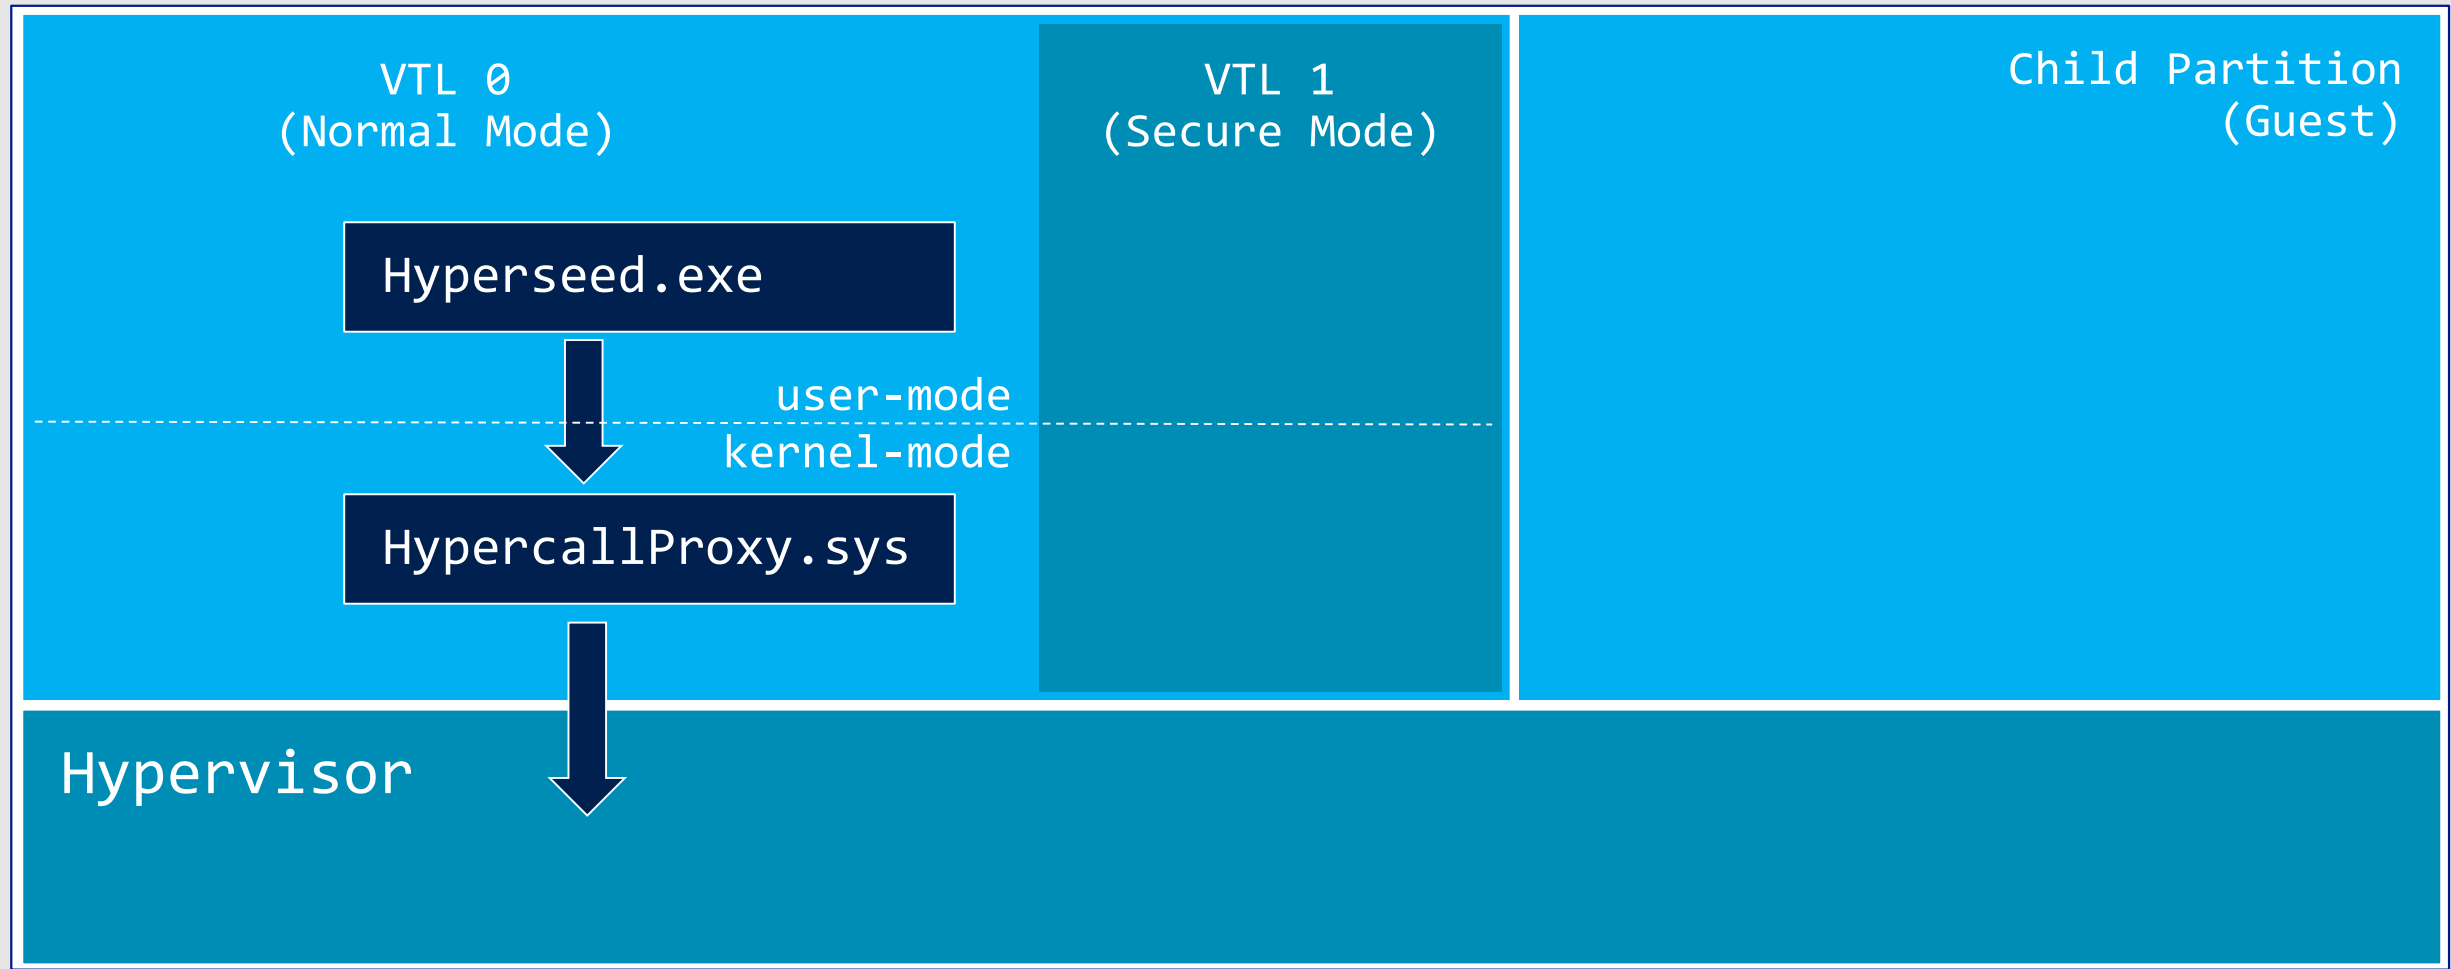 VTL 0
(Normal Mode)
VTL 1
(Secure Mode)
Child Partition
(Guest)
Hyperseed.exe
user-mode
kernel-mode
HypercallProxy.sys
Hypervisor